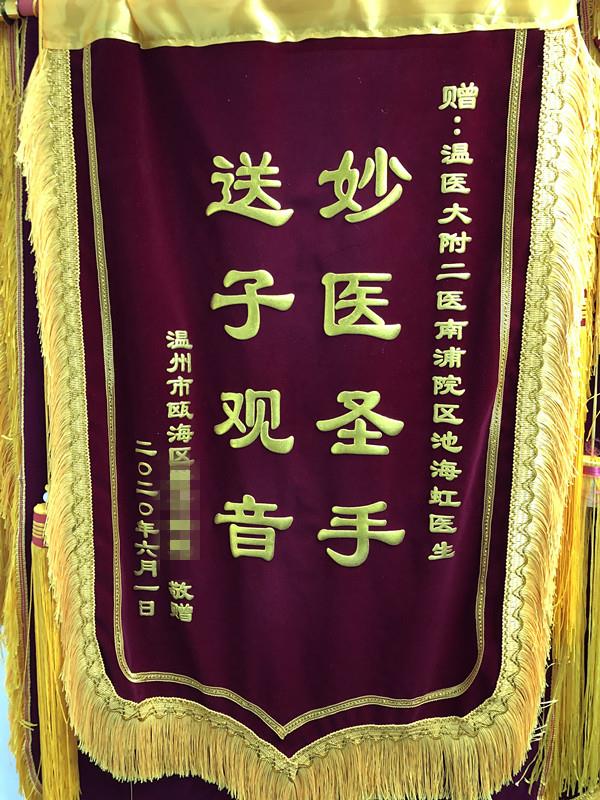 赠：温医大附二医南浦院区池海虹医生
妙医圣手
送子观音
温州市瓯海区 敬赠
二〇二〇年六月一日